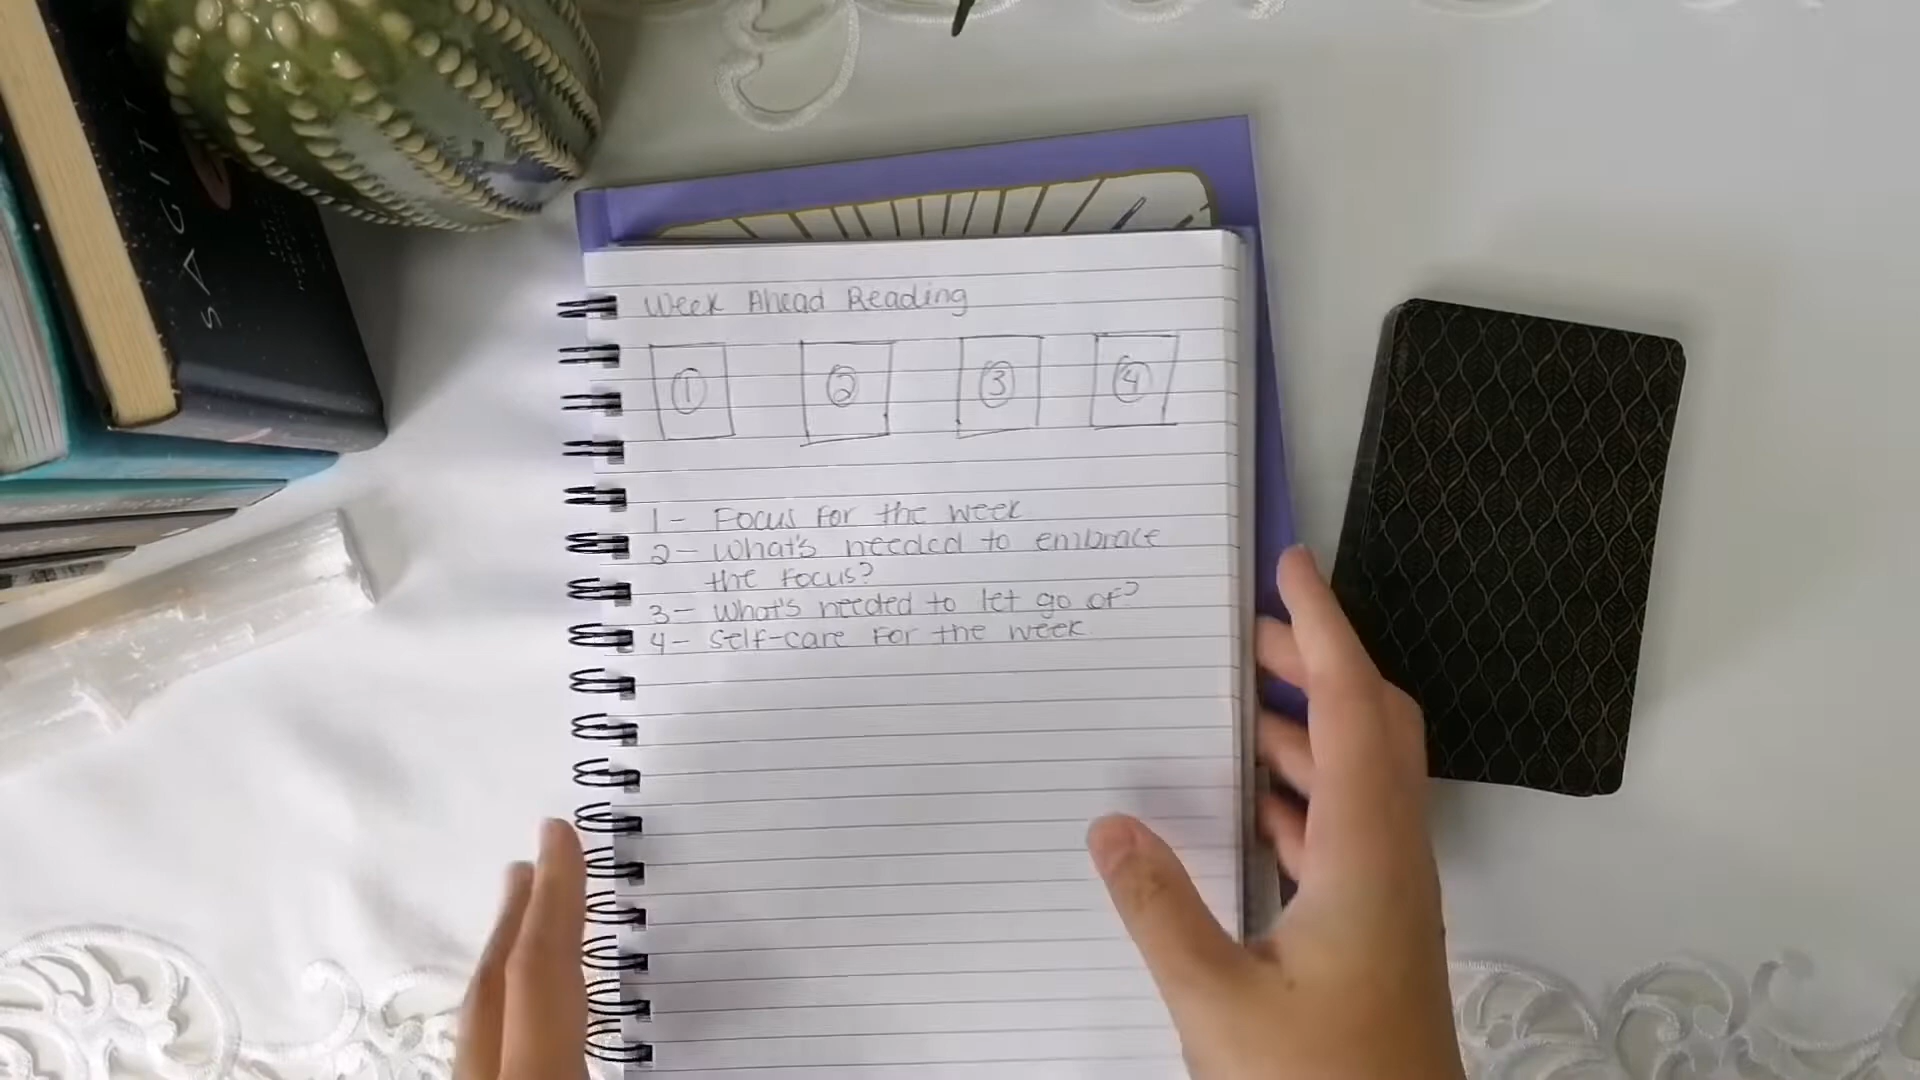 SAGITT
Week Ahead Reading
1 2 3 4
1- Focus for the week
2- What's needed to embrace
the focus?
3- What's needed to let go of?
4- Self-care for the week.